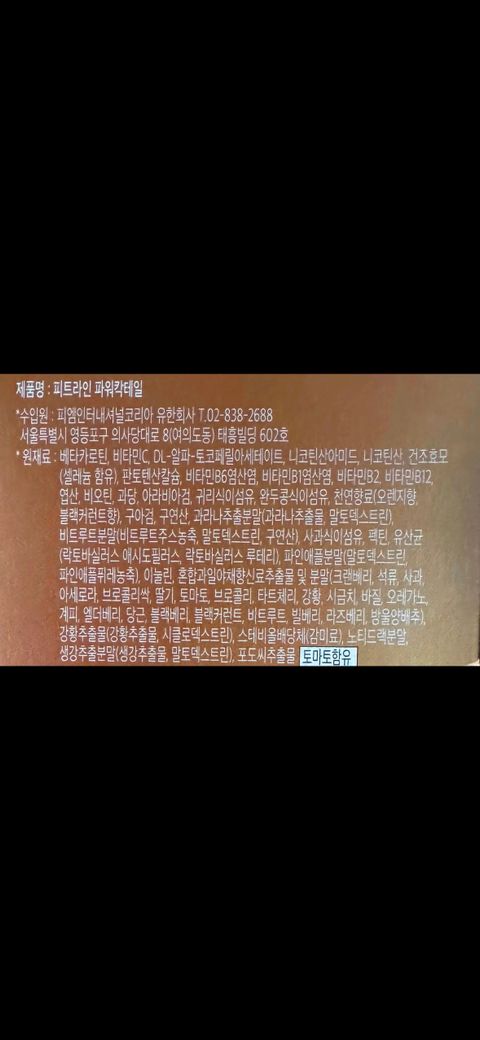 제품명 : 피트라인 파워칵테일
*수입원 : 피엠인터내셔널코리아 유한회사 T.02-838-2688
서울특별시 영등포구 의사당대로 8(여의도동) 태흥빌딩 602호
* 원재료 : 베타카로틴, 비타민C, DL-알파-토코페릴아세테이트, 니코틴산아미드, 니코틴산, 건조효모
(셀레늄 함유), 판토텐산칼슘, 비타민B6염산염, 비타민B1염산염, 비타민B2, 비타민B12,
엽산, 비오틴, 과당, 아라비아검, 귀리식이섬유, 완두콩식이섬유, 천연향료(오렌지향,
블랙커런트향), 구아검, 구연산, 과라나추출분말(과라나추출물, 말토덱스트린),
비트루트분말(비트루트주스농축, 말토덱스트린, 구연산), 사과식이섬유, 펙틴, 유산균
(락토바실러스 애시도필러스, 락토바실러스 루테리), 파인애플분말(말토덱스트린,
파인애플퓌레농축), 이눌린, 혼합과일야채향신료추출물 및 분말(크랜베리, 석류, 사과,
아세로라, 브로콜리싹, 딸기, 토마토, 브로콜리, 타트체리, 강황, 시금치, 바질, 오레가노,
계피, 엘더베리, 당근, 블랙베리, 블랙커런트, 비트루트, 빌베리, 라즈베리, 방울양배추),
강황추출물(강황추출물, 시클로덱스트린), 스테비올배당체(감미료), 노티드랙분말,
생강추출분말(생강추출물, 말토덱스트린), 포도씨추출물 토마토함유